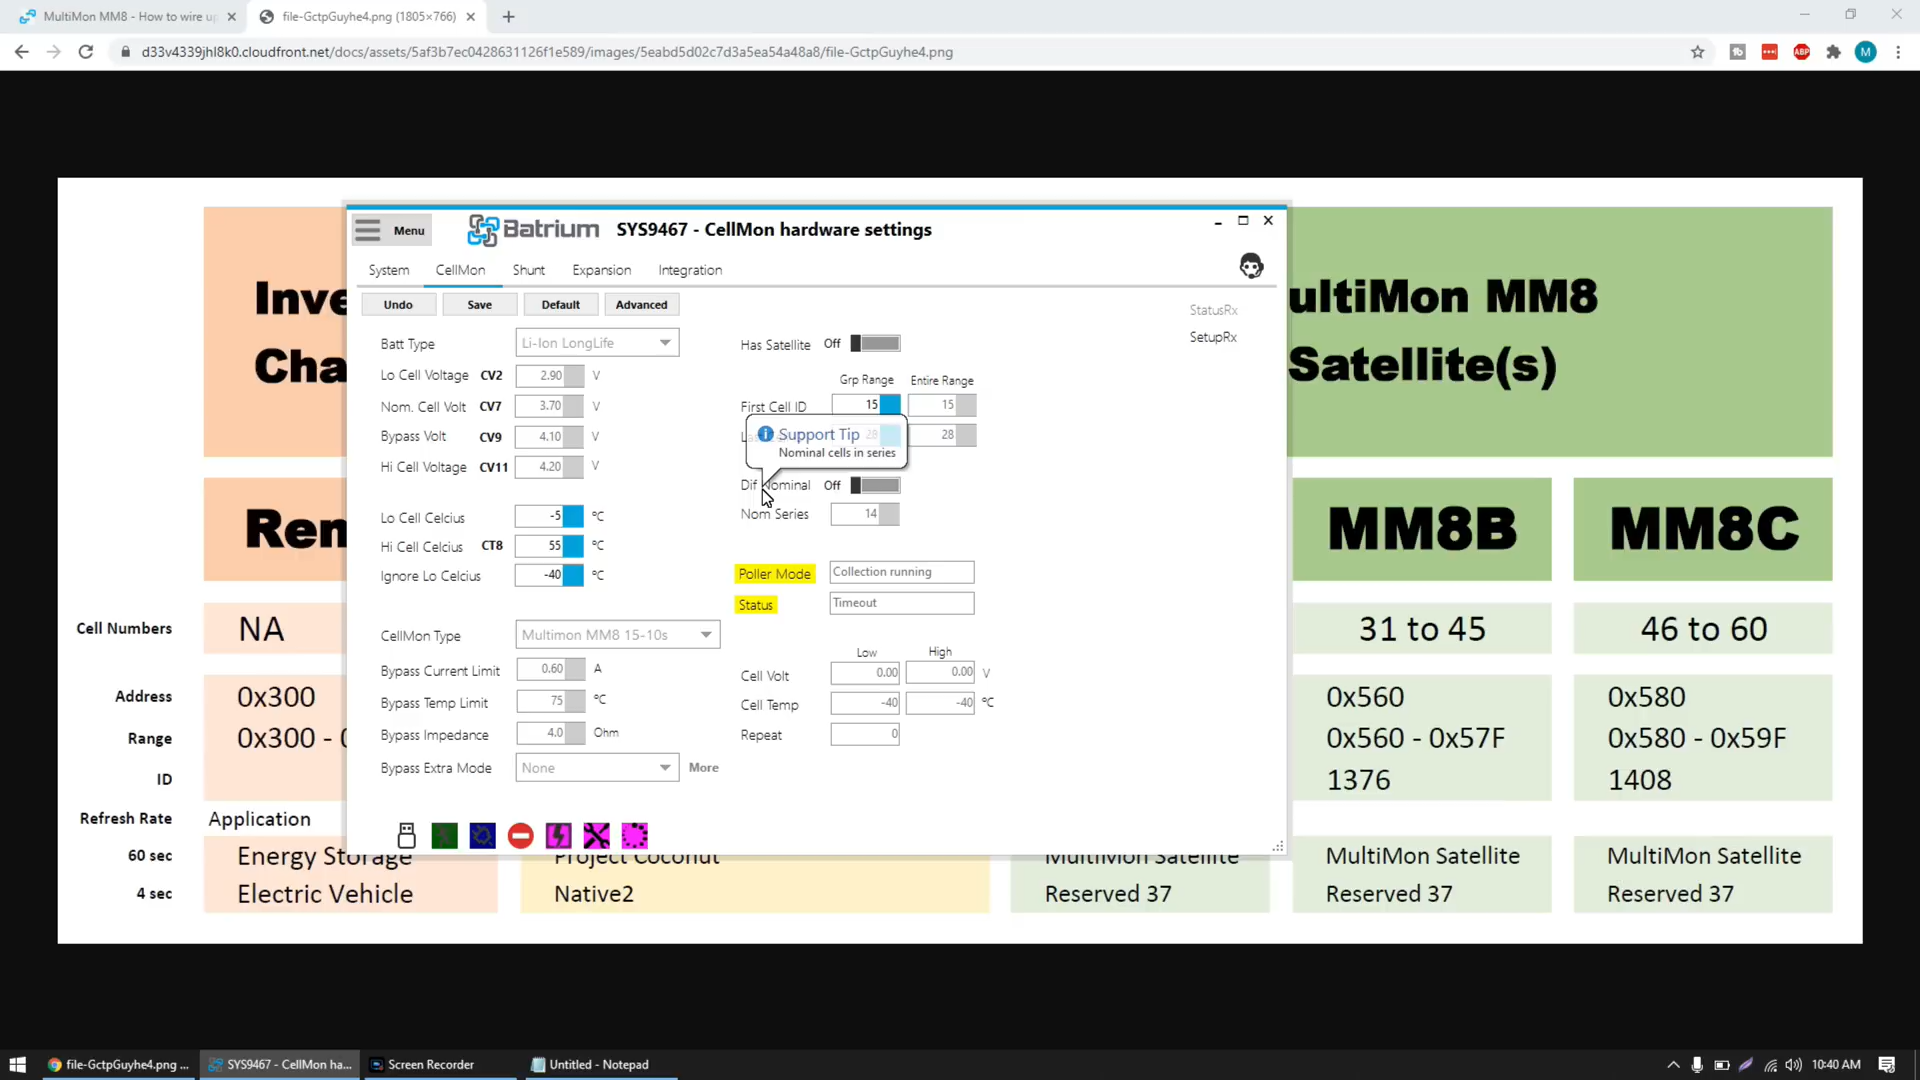 MultiMon MM8 - How to wire u
file-GctpGuyhe4.png (1805×766)
d33v4339jhl8k0.cloudfront.net/docs/assets/5af3b7ec0428631126f1e589/images/5eabd5d02c7d3a5ea54a48a8/file-GctpGuyhe4.png
ABP
M
Menu
Batrium
SYS9467 - CellMon hardware settings
System
CellMon
Shunt
Expansion
Integration
Undo
Save
Default
Advanced
StatusRx
SetupRx
Batt Type
Li-Ion LongLife
Lo Cell Voltage CV2 2.90 V
Nom. Cell Volt CV7 3.70 V
Bypass Volt CV9 4.10 V
Hi Cell Voltage CV11 4.20 V
Lo Cell Celcius -5 ºC
Hi Cell Celcius CT8 55 ºC
Ignore Lo Celcius -40 ºC
CellMon Type Multimon MM8 15-10s
Bypass Current Limit 0.60 A
Bypass Temp Limit 75 ºC
Bypass Impedance 4.0 Ohm
Bypass Extra Mode None More
Has Satellite Off
Grp Range Entire Range
First Cell ID 15 15
28 28
Support Tip
Nominal cells in series
Dif Nominal Off
Nom Series 14
Poller Mode Collection running
Status Timeout
Low High
Cell Volt 0.00 0.00 V
Cell Temp -40 -40 ºC
Repeat 0
Inve
Cha
ultiMon MM8
Satellite(s)
Ren
MM8B
MM8C
Cell Numbers NA 31 to 45 46 to 60
Address 0x300 0x560 0x580
Range 0x300 - 0x560 - 0x57F 0x580 - 0x59F
ID 1376 1408
Refresh Rate Application
60 sec Energy Storage Project Coconut MultiMon Satellite MultiMon Satellite MultiMon Satellite
4 sec Electric Vehicle Native2 Reserved 37 Reserved 37 Reserved 37
file-GctpGuyhe4.png ...
SYS9467 - CellMon ha...
Screen Recorder
Untitled - Notepad
10:40 AM